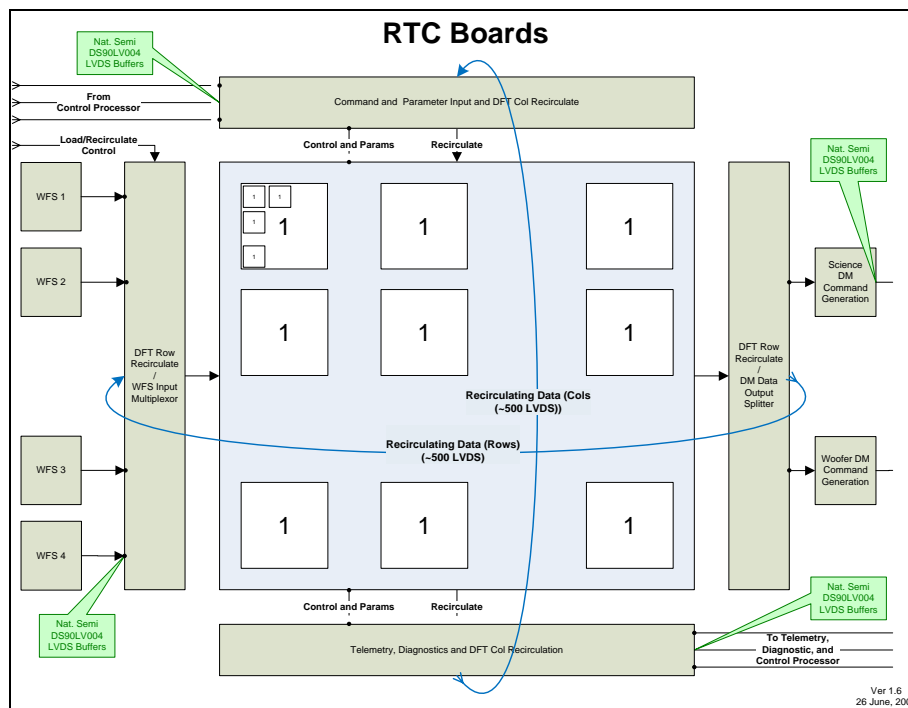 RTC Boards
Nat. Semi
DS90LV004
LVDS Buffers
From
Control Processor
Command and Parameter Input and DFT Col Recirculate
Load/Recirculate
Control
Control and Params
Recirculate
Nat. Semi
DS90LV004
LVDS Buffers
WFS 1
WFS 2
WFS 3
WFS 4
DFT Row
Recirculate
/
WFS Input
Multiplexor
1
1
1
1
1
1
1
1
1
1
1
1
1
Recirculating Data (Cols
(~500 LVDS))
Recirculating Data (Rows)
(~500 LVDS)
DFT Row
Recirculate
/
DM Data
Output
Splitter
Science
DM
Command
Generation
Woofer DM
Command
Generation
Nat. Semi
DS90LV004
LVDS Buffers
Control and Params
Recirculate
Nat. Semi
DS90LV004
LVDS Buffers
Telemetry, Diagnostics and DFT Col Recirculation
To Telemetry,
Diagnostic, and
Control Processor
Ver 1.6
26 June, 200